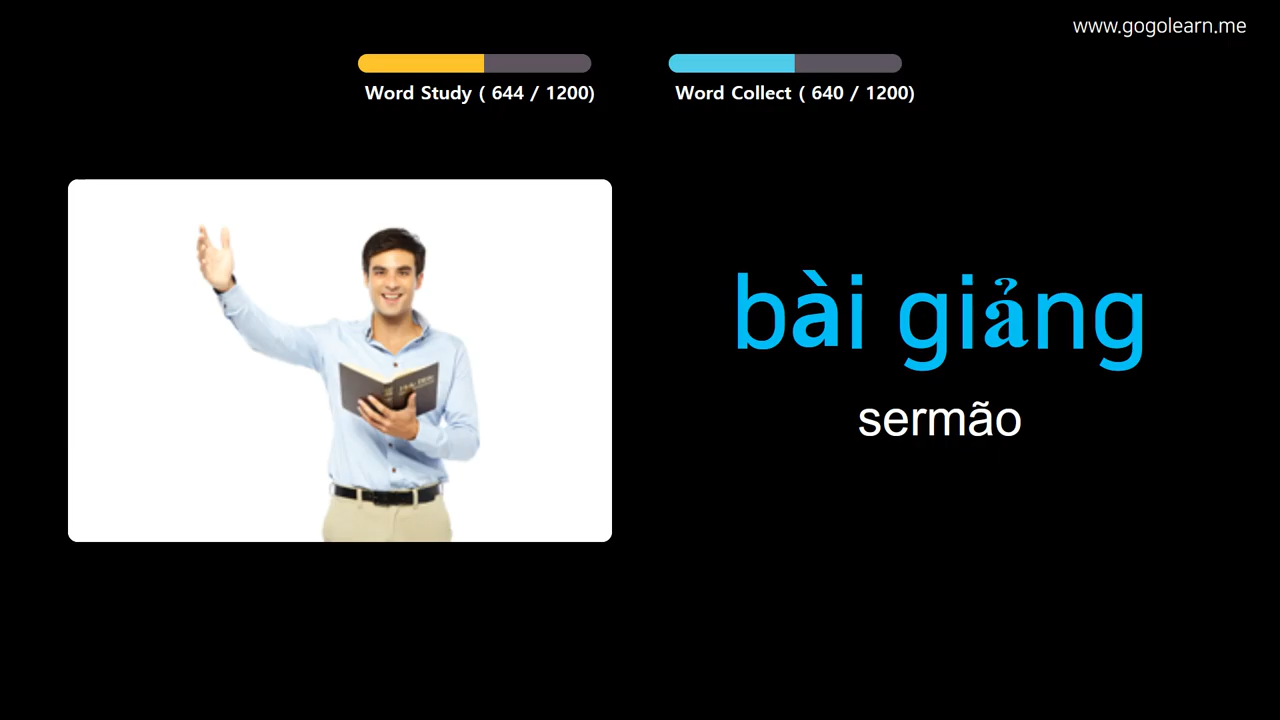 www.gogolearn.me
Word Study ( 644 / 1200)
Word Collect ( 640 / 1200)
bài giảng
sermão